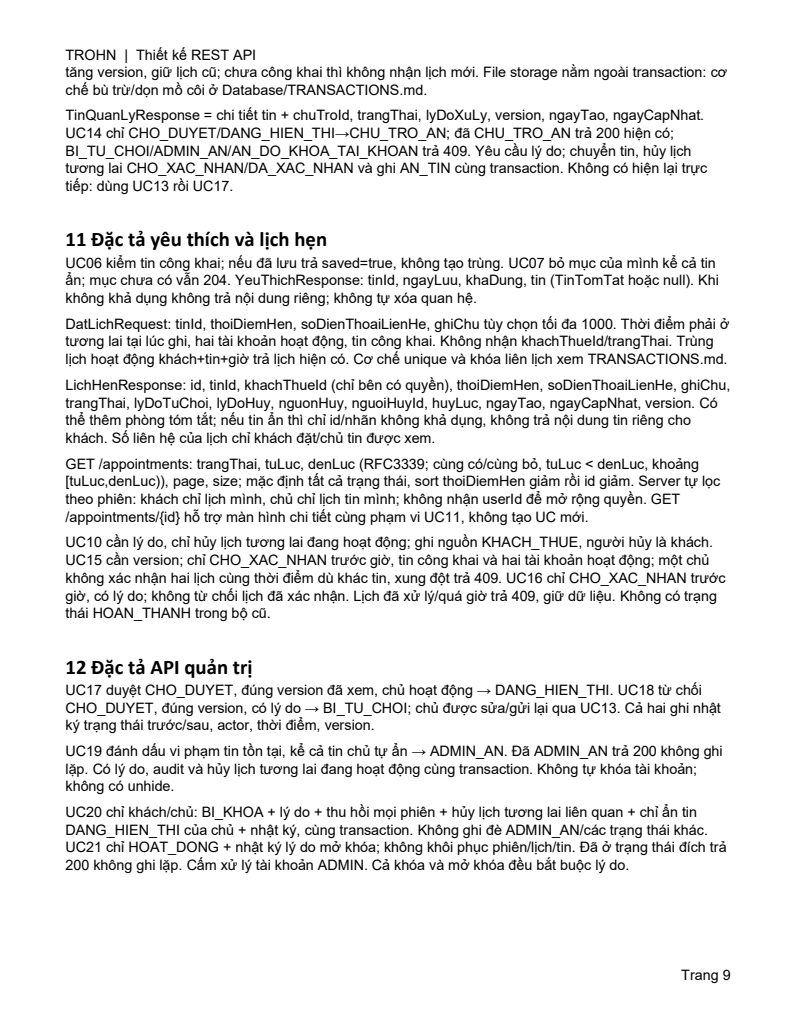 TROHN | Thiết kế REST API
tăng version, giữ lịch cũ; chưa công khai thì không nhận lịch mới. File storage nằm ngoài transaction: cơ
chế bù trừ/dọn mồ côi ở Database/TRANSACTIONS.md.
TinQuanLyResponse = chi tiết tin + chuTroId, trangThai, lyDoXuLy, version, ngayTao, ngayCapNhat.
UC14 chỉ CHO_DUYET/DANG_HIEN_THI→CHU_TRO_AN; đã CHU_TRO_AN trả 200 hiện có;
BI_TU_CHOI/ADMIN_AN/AN_DO_KHOA_TAI_KHOAN trả 409. Yêu cầu lý do; chuyển tin, hủy lịch
tương lai CHO_XAC_NHAN/DA_XAC_NHAN và ghi AN_TIN cùng transaction. Không có hiện lại trực
tiếp: dùng UC13 rồi UC17.
11 Đặc tả yêu thích và lịch hẹn
UC06 kiểm tin công khai; nếu đã lưu trả saved=true, không tạo trùng. UC07 bỏ mục của mình kể cả tin
ẩn; mục chưa có vẫn 204. YeuThichResponse: tinId, ngayLuu, khaDung, tin (TinTomTat hoặc null). Khi
không khả dụng không trả nội dung riêng; không tự xóa quan hệ.
DatLichRequest: tinId, thoiDiemHen, soDienThoaiLienHe, ghiChu tùy chọn tối đa 1000. Thời điểm phải ở
tương lai tại lúc ghi, hai tài khoản hoạt động, tin công khai. Không nhận khachThueId/trangThai. Trùng
lịch hoạt động khách+tin+giờ trả lịch hiện có. Cơ chế unique và khóa liên lịch xem TRANSACTIONS.md.
LichHenResponse: id, tinId, khachThueId (chỉ bên có quyền), thoiDiemHen, soDienThoaiLienHe, ghiChu,
trangThai, lyDoTuChoi, lyDoHuy, nguonHuy, nguoiHuyId, huyLuc, ngayTao, ngayCapNhat, version. Có
thể thêm phòng tóm tắt; nếu tin ẩn thì chỉ id/nhãn không khả dụng, không trả nội dung tin riêng cho
khách. Số liên hệ của lịch chỉ khách đặt/chủ tin được xem.
GET /appointments: trangThai, tuLuc, denLuc (RFC3339; cùng có/cùng bỏ, tuLuc < denLuc, khoảng
[tuLuc,denLuc)), page, size; mặc định tất cả trạng thái, sort thoiDiemHen giảm rồi id giảm. Server tự lọc
theo phiên: khách chỉ lịch mình, chủ chỉ lịch tin mình; không nhận userId để mở rộng quyền. GET
/appointments/{id} hỗ trợ màn hình chi tiết cùng phạm vi UC11, không tạo UC mới.
UC10 cần lý do, chỉ hủy lịch tương lai đang hoạt động; ghi nguồn KHACH_THUE, người hủy là khách.
UC15 cần version; chỉ CHO_XAC_NHAN trước giờ, tin công khai và hai tài khoản hoạt động; một chủ
không xác nhận hai lịch cùng thời điểm dù khác tin, xung đột trả 409. UC16 chỉ CHO_XAC_NHAN trước
giờ, có lý do; không từ chối lịch đã xác nhận. Lịch đã xử lý/quá giờ trả 409, giữ dữ liệu. Không có trạng
thái HOAN_THANH trong bộ cũ.
12 Đặc tả API quản trị
UC17 duyệt CHO_DUYET, đúng version đã xem, chủ hoạt động → DANG_HIEN_THI. UC18 từ chối
CHO_DUYET, đúng version, có lý do → BI_TU_CHOI; chủ được sửa/gửi lại qua UC13. Cả hai ghi nhật
ký trạng thái trước/sau, actor, thời điểm, version.
UC19 đánh dấu vi phạm tin tồn tại, kể cả tin chủ tự ẩn → ADMIN_AN. Đã ADMIN_AN trả 200 không ghi
lặp. Có lý do, audit và hủy lịch tương lai đang hoạt động cùng transaction. Không tự khóa tài khoản;
không có unhide.
UC20 chỉ khách/chủ: BI_KHOA + lý do + thu hồi mọi phiên + hủy lịch tương lai liên quan + chỉ ẩn tin
DANG_HIEN_THI của chủ + nhật ký, cùng transaction. Không ghi đè ADMIN_AN/các trạng thái khác.
UC21 chỉ HOAT_DONG + nhật ký lý do mở khóa; không khôi phục phiên/lịch/tin. Đã ở trạng thái đích trả
200 không ghi lặp. Cấm xử lý tài khoản ADMIN. Cả khóa và mở khóa đều bắt buộc lý do.
Trang 9